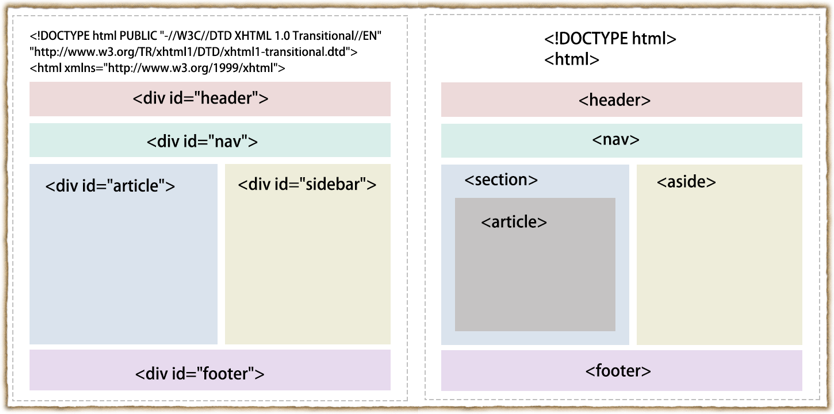 <!DOCTYPE html PUBLIC "-//W3C//DTD XHTML 1.0 Transitional//EN"
"http://www.w3.org/TR/xhtml1/DTD/xhtml1-transitional.dtd">
<html xmlns="http://www.w3.org/1999/xhtml">
<div id="header">
<div id="nav">
<div id="article">
<div id="sidebar">
<div id="footer">
<!DOCTYPE html>
<html>
<header>
<nav>
<section>
<article>
<aside>
<footer>